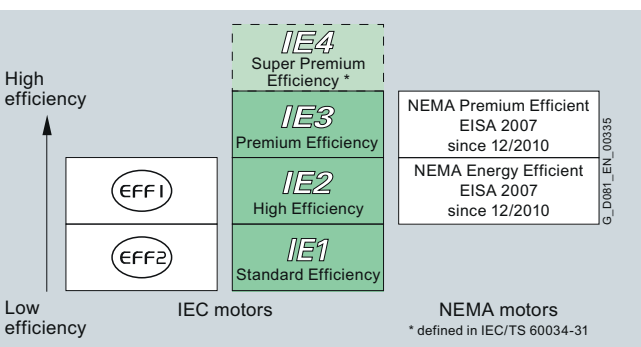 High
efficiency
Low
efficiency
EFF1
EFF2
IE4
Super Premium
Efficiency *
IE3
Premium Efficiency
IE2
High Efficiency
IE1
Standard Efficiency
IEC motors
NEMA Premium Efficient
EISA 2007
since 12/2010
NEMA Energy Efficient
EISA 2007
since 12/2010
NEMA motors
* defined in IEC/TS 60034-31
G_D081_EN_00335